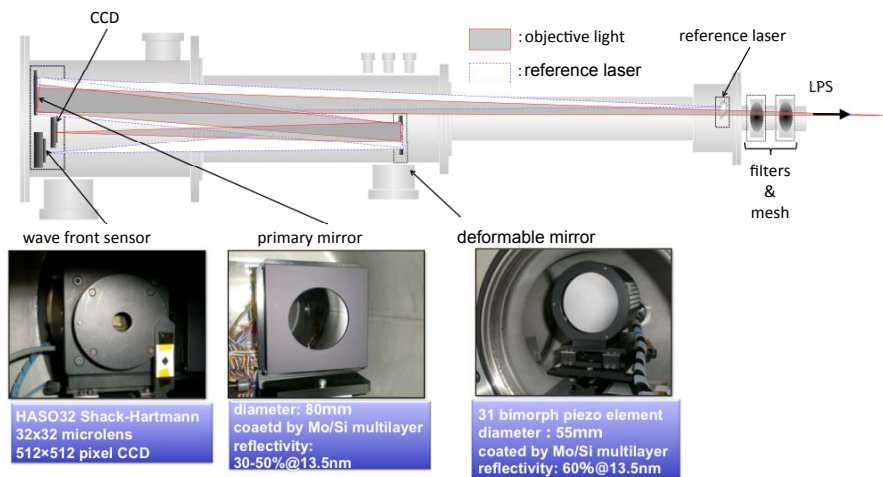 CCD
: objective light
: reference laser
reference laser
LPS
filters
&
mesh
wave front sensor
primary mirror
deformable mirror
HASO32 Shack-Hartmann
32x32 microlens
512×512 pixel CCD
diameter: 80mm
coaetd by Mo/Si multilayer
reflectivity:
30-50%@13.5nm
31 bimorph piezo element
diameter : 55mm
coated by Mo/Si multilayer
reflectivity: 60%@13.5nm